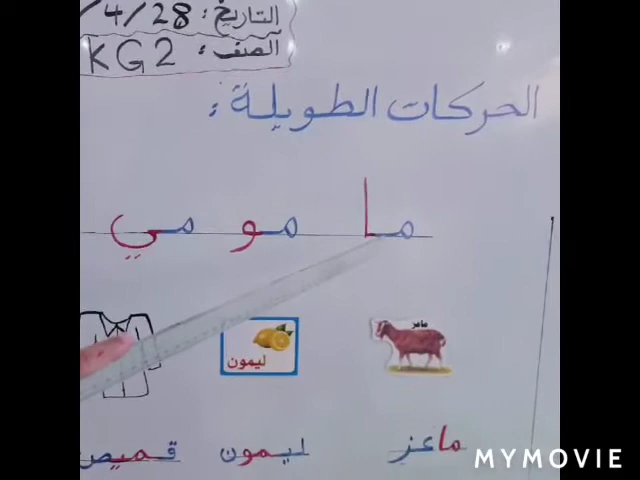 التاريخ: 28/4/
الصف: KG2
الحركات الطويلة:
ما مو مي
ماعز
ليمون
ماعز ليمون قميص
MYMOVIE